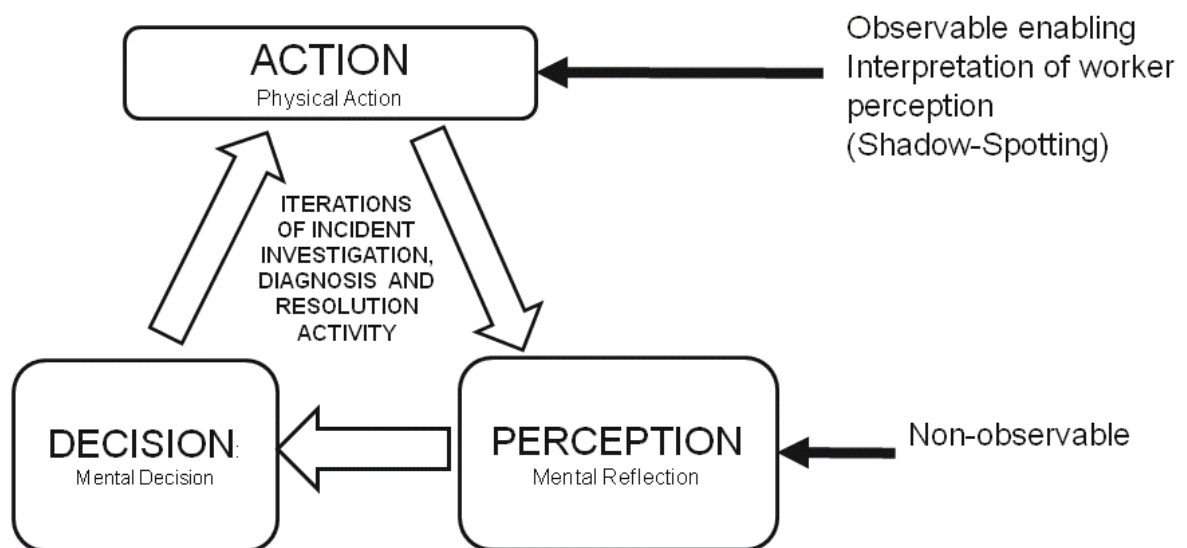 ACTION
Physical Action
Observable enabling
Interpretation of worker
perception
(Shadow-Spotting)
ITERATIONS
OF INCIDENT
INVESTIGATION,
DIAGNOSIS AND
RESOLUTION
ACTIVITY
DECISION:
Mental Decision
PERCEPTION
Mental Reflection
Non-observable